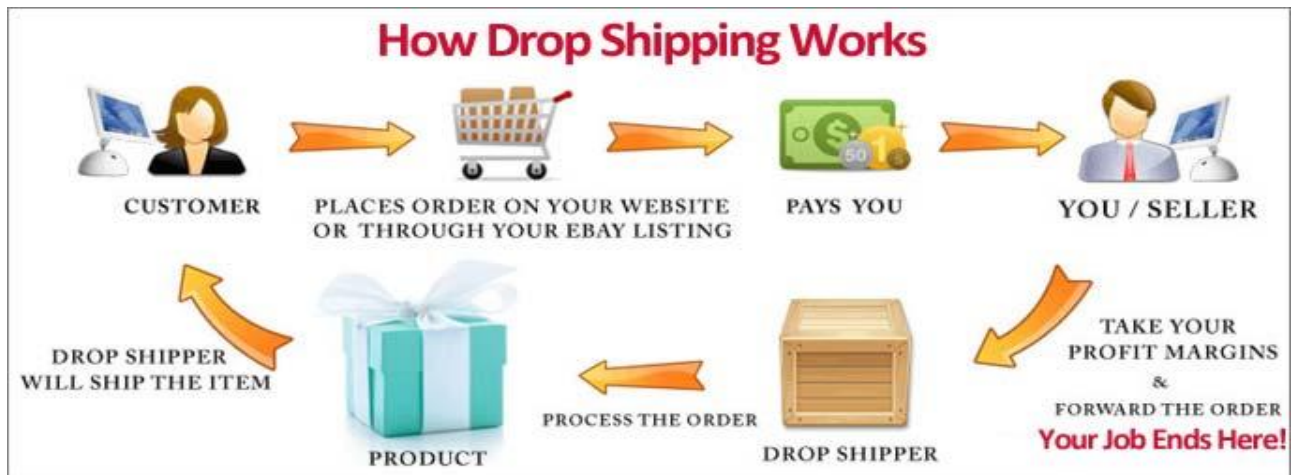 How Drop Shipping Works
CUSTOMER
PLACES ORDER ON YOUR WEBSITE
OR THROUGH YOUR EBAY LISTING
50
$
1
PAYS YOU
YOU / SELLER
TAKE YOUR
PROFIT MARGINS
&
FORWARD THE ORDER
Your Job Ends Here!
DROP SHIPPER
PROCESS THE ORDER
PRODUCT
DROP SHIPPER
WILL SHIP THE ITEM